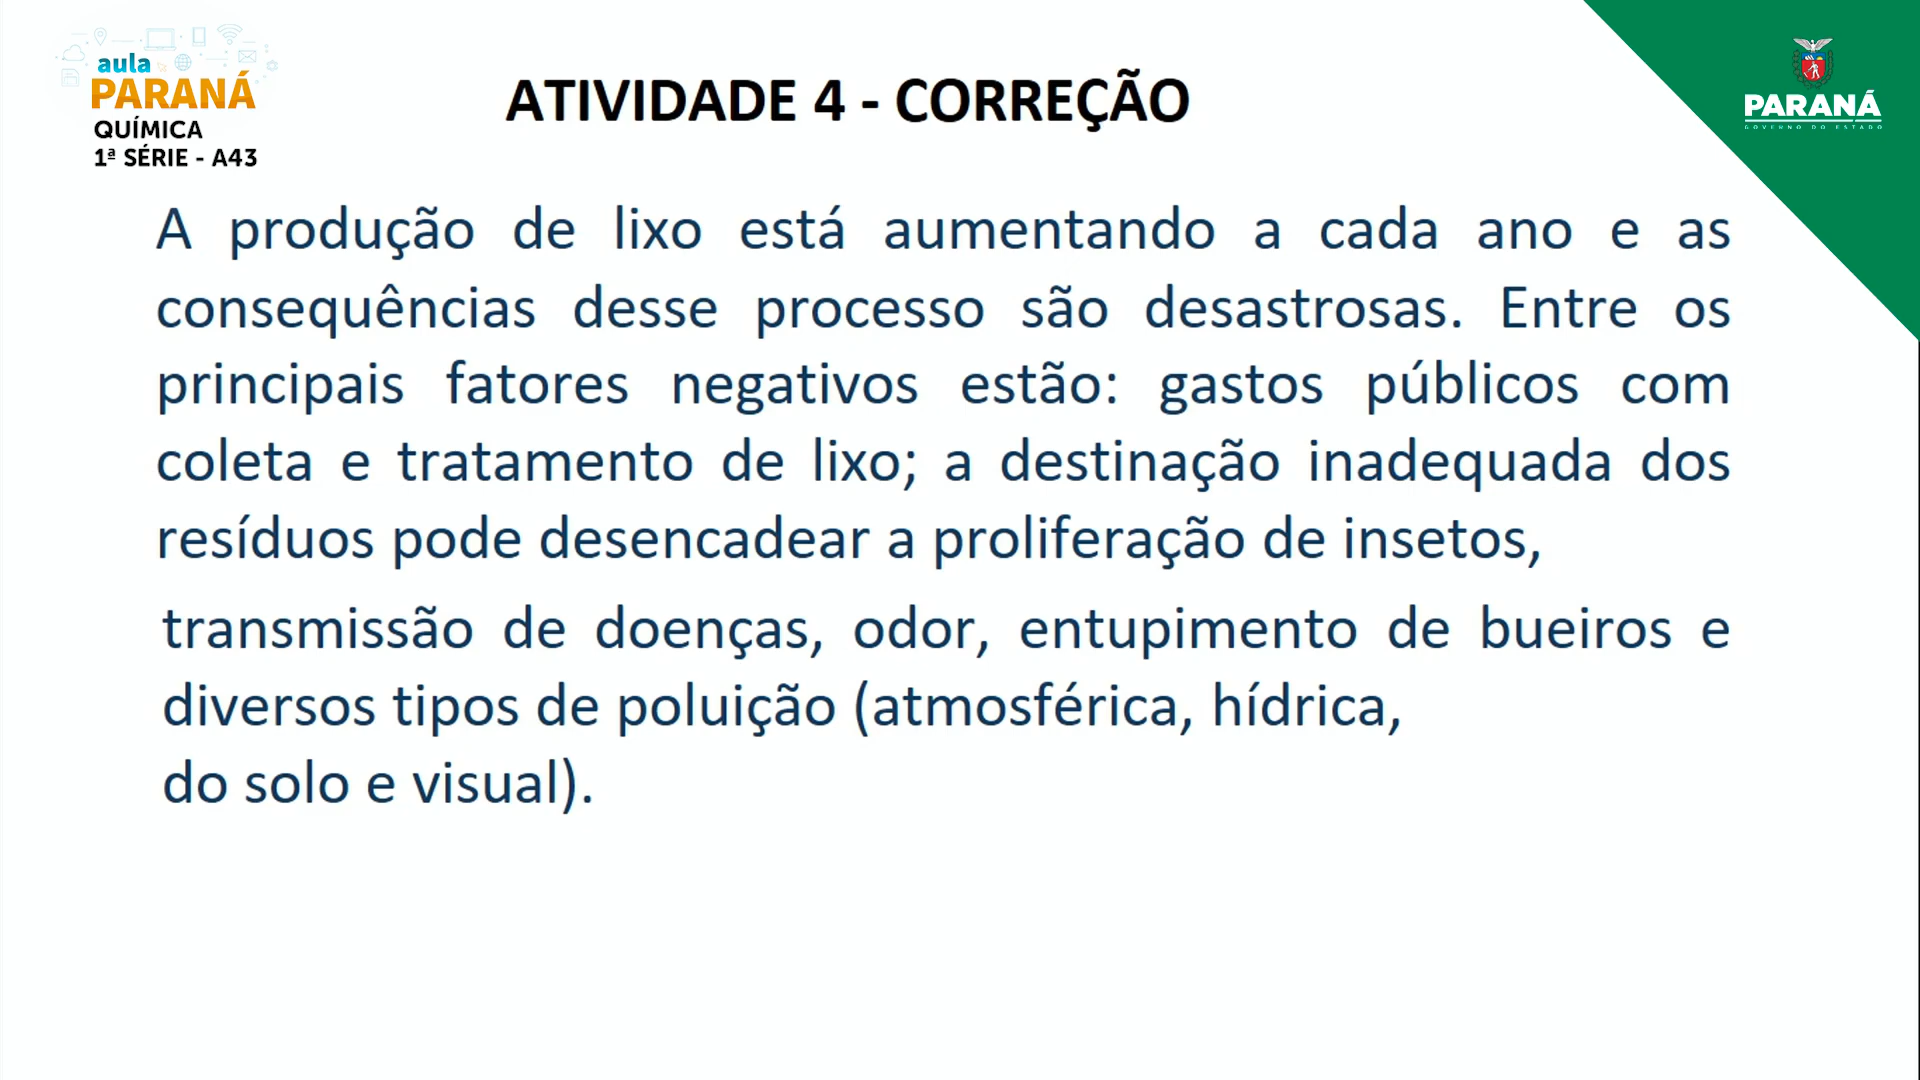 aula
PARANÁ
QUÍMICA
1ª SÉRIE - A43
ATIVIDADE 4 - CORREÇÃO
PARANÁ
GOVERNO DO ESTADO
A produção de lixo está aumentando a cada ano e as
consequências desse processo são desastrosas. Entre os
principais fatores negativos estão: gastos públicos com
coleta e tratamento de lixo; a destinação inadequada dos
resíduos pode desencadear a proliferação de insetos,
transmissão de doenças, odor, entupimento de bueiros e
diversos tipos de poluição (atmosférica, hídrica,
do solo e visual).